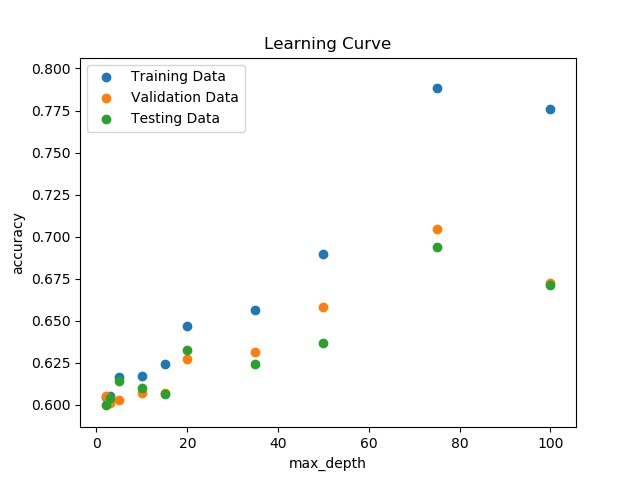 Learning Curve
Training Data
Validation Data
Testing Data
accuracy
0.800
0.775
0.750
0.725
0.700
0.675
0.650
0.625
0.600
0 20 40 60 80 100
max_depth